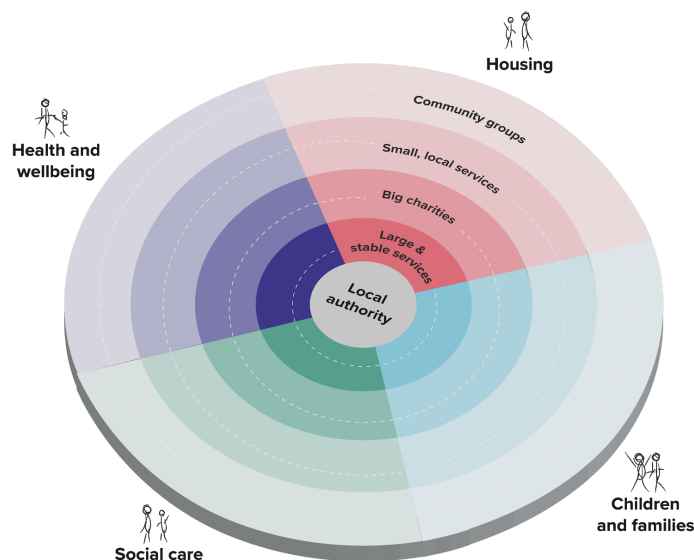 Housing
Health and
wellbeing
Community groups
Small, local services
Big charities
Large &
stable services
Local
authority
Children
and families
Social care